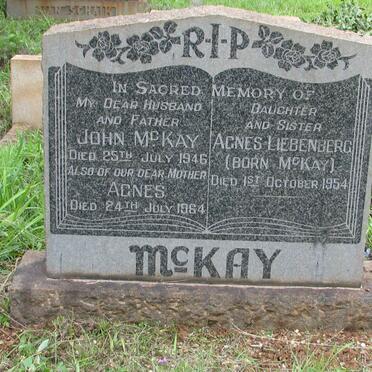 R·I·P
In Sacred Memory of
My Dear Husband
and Father
John McKay
Died 25th July 1946
Also of our dear Mother
Agnes
Died 24th July 1964
Daughter
and Sister
Agnes Liebenberg
(Born McKay)
Died 1st October 1954
McKAY